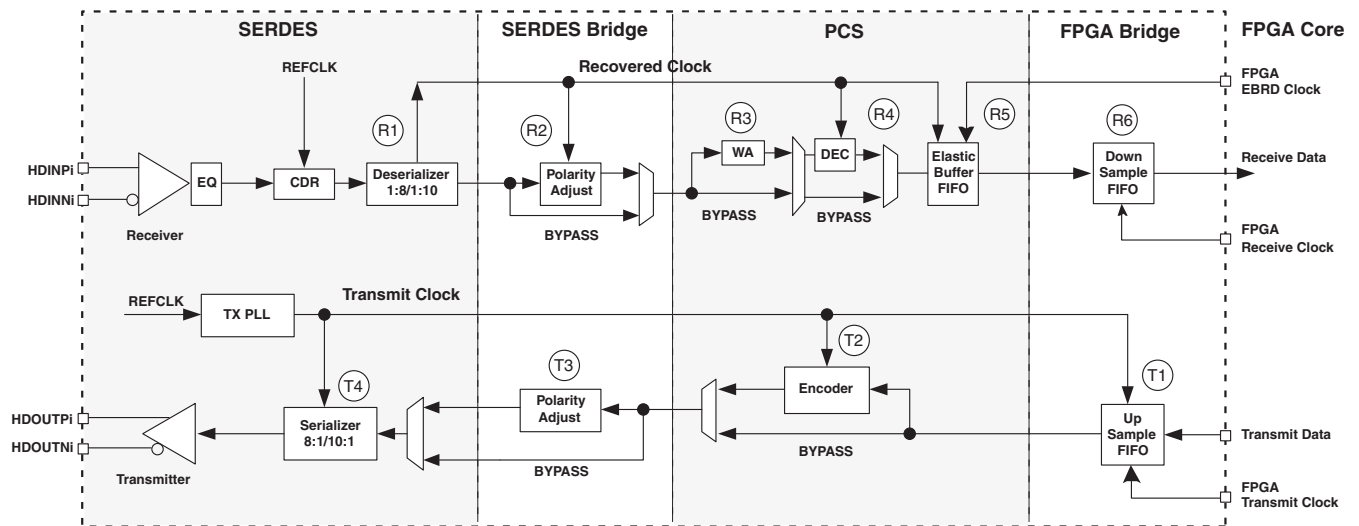 SERDES
SERDES Bridge
PCS
FPGA Bridge
FPGA Core
REFCLK
Recovered Clock
FPGA
EBRD Clock
R1
R2
R3
R4
R5
R6
HDINPi
HDINNi
EQ
CDR
Deserializer
1:8/1:10
Polarity
Adjust
WA
DEC
Elastic
Buffer
FIFO
Down
Sample
FIFO
Receive Data
Receiver
BYPASS
BYPASS
BYPASS
FPGA
Receive Clock
REFCLK
TX PLL
Transmit Clock
T4
T3
T2
T1
HDOUTPi
HDOUTNi
Serializer
8:1/10:1
Polarity
Adjust
Encoder
Up
Sample
FIFO
Transmit Data
Transmitter
BYPASS
BYPASS
FPGA
Transmit Clock